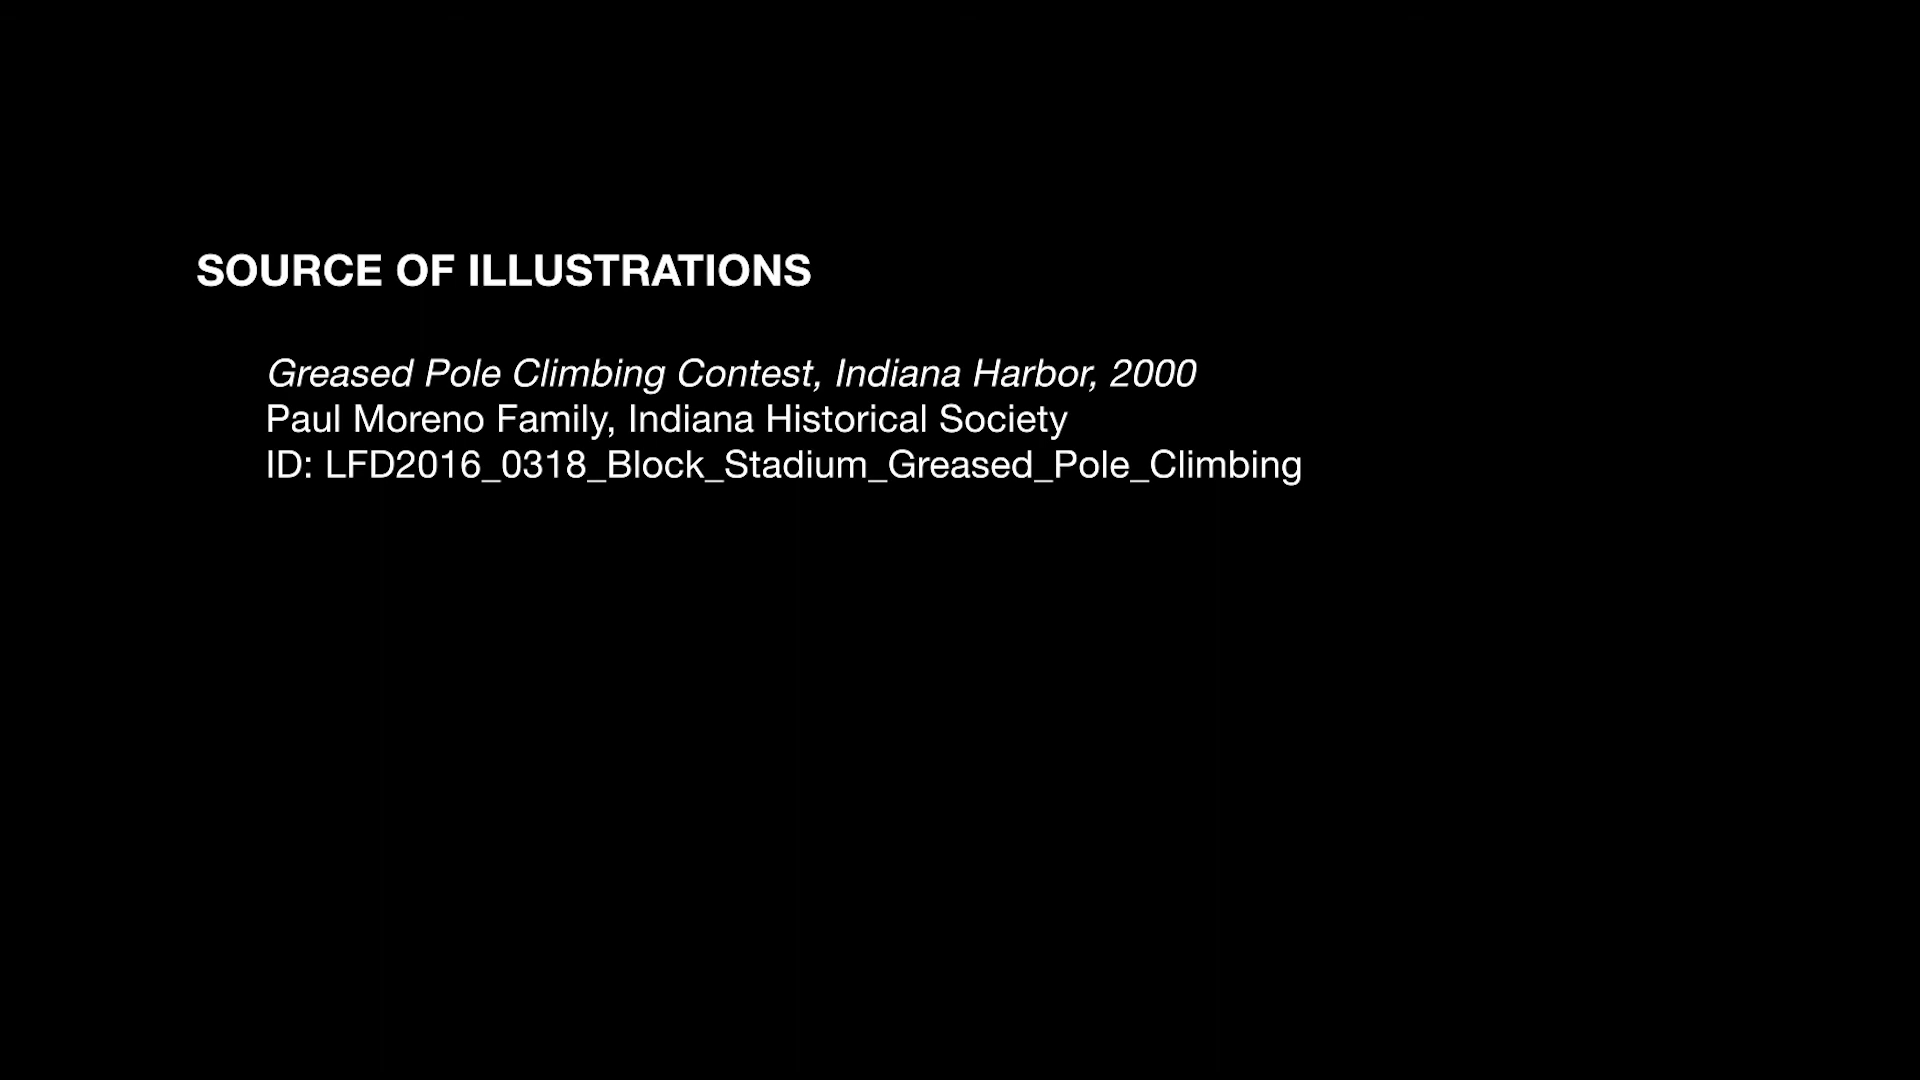 SOURCE OF ILLUSTRATIONS
Greased Pole Climbing Contest, Indiana Harbor, 2000
Paul Moreno Family, Indiana Historical Society
ID: LFD2016_0318_Block_Stadium_Greased_Pole_Climbing